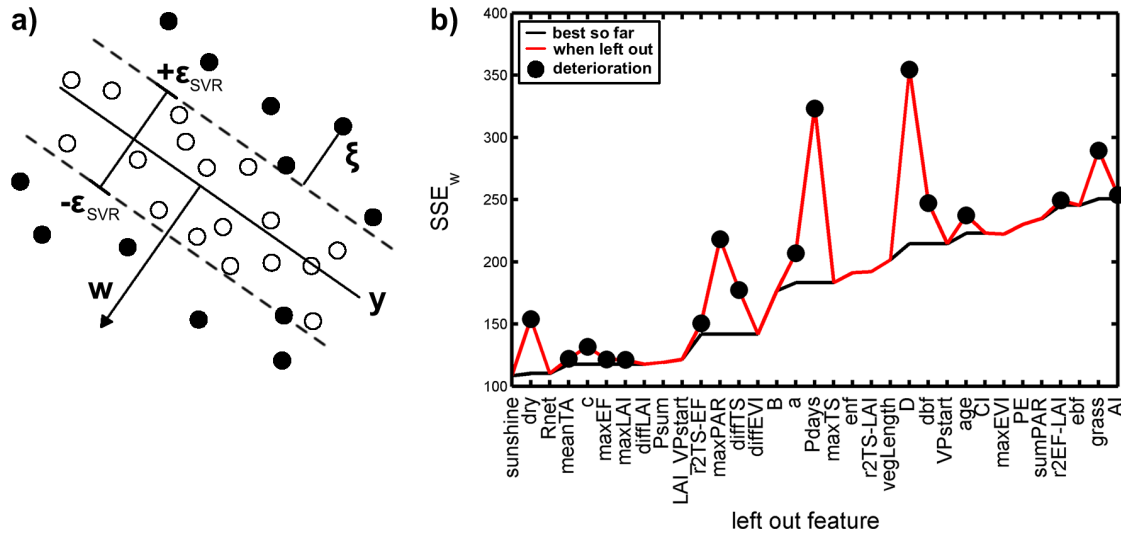 a)
+εSVR
ξ
-εSVR
w
y
b)
400
350
300
250
200
150
100
SSEw
best so far
when left out
deterioration
sunshine
dry
Rnet
meanTA
c
maxEF
maxLAI
diffLAI
Psum
LAI_VPstart
r2TS-EF
maxPAR
diffTS
diffEVI
B
a
Pdays
maxTS
enf
r2TS-LAI
vegLength
D
dbf
VPstart
age
CI
maxEVI
PE
sumPAR
r2EF-LAI
ebf
grass
AI
left out feature